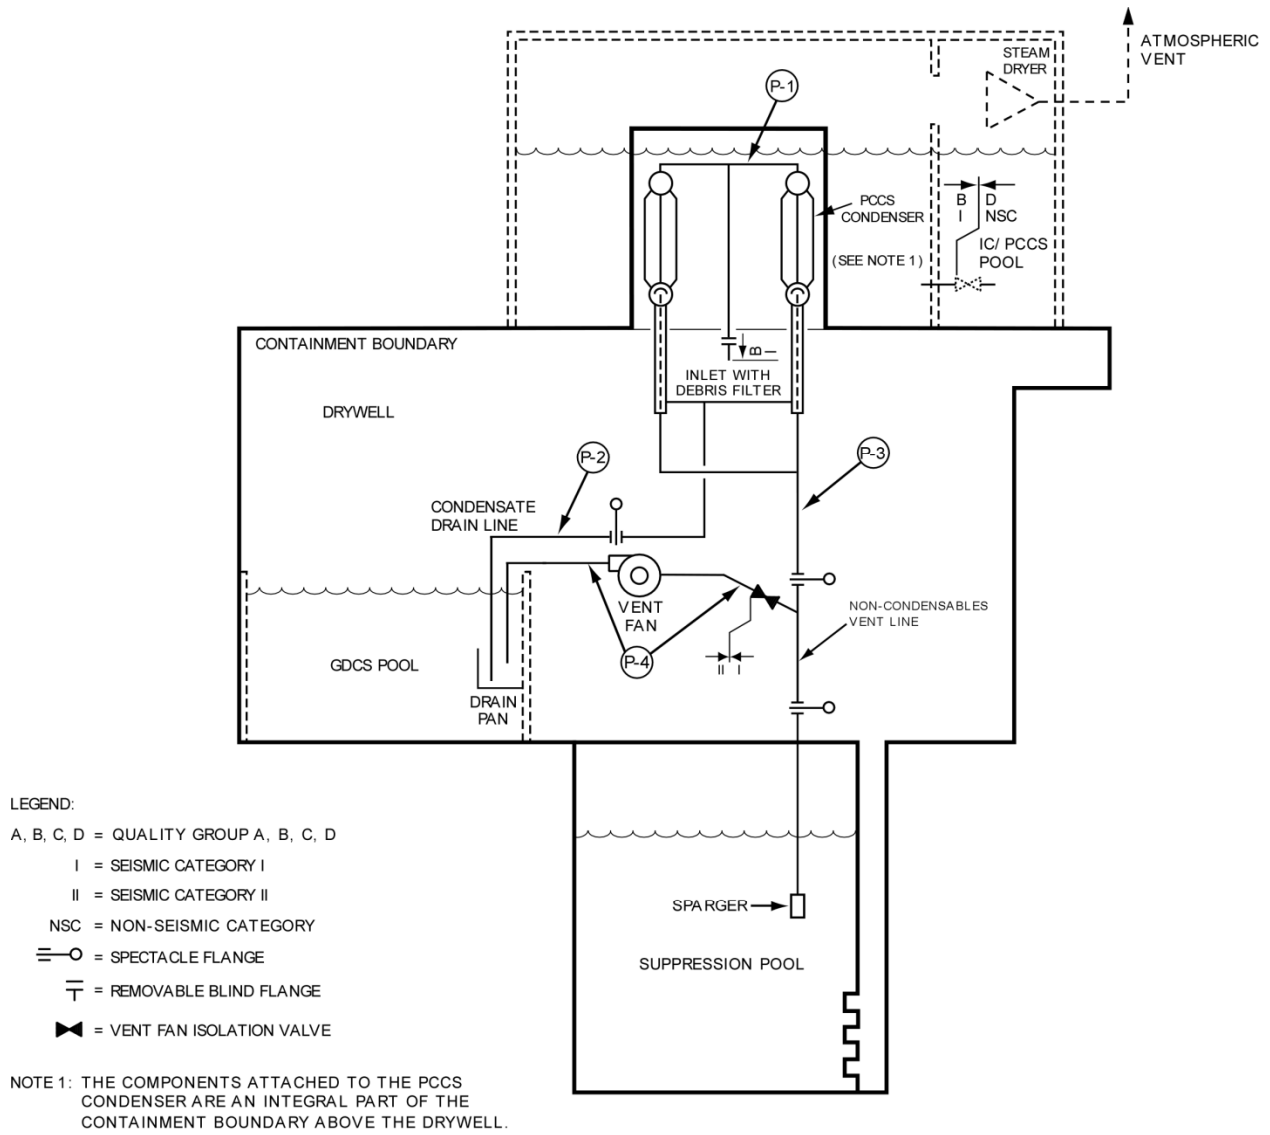 ATMOSPHERIC
VENT
STEAM
DRYER
P-1
B D
I NSC
IC/ PCCS
POOL
PCCS
CONDENSER
(SEE NOTE 1)
CONTAINMENT BOUNDARY
B
I
INLET WITH
DEBRIS FILTER
DRYWELL
P-2
P-3
CONDENSATE
DRAIN LINE
VENT
FAN
NON-CONDENSABLES
VENT LINE
P-4
II I
GDCS POOL
DRAIN
PAN
SPARGER
SUPPRESSION POOL
LEGEND:
A, B, C, D = QUALITY GROUP A, B, C, D
I = SEISMIC CATEGORY I
II = SEISMIC CATEGORY II
NSC = NON-SEISMIC CATEGORY
= SPECTACLE FLANGE
= REMOVABLE BLIND FLANGE
= VENT FAN ISOLATION VALVE
NOTE 1: THE COMPONENTS ATTACHED TO THE PCCS
CONDENSER ARE AN INTEGRAL PART OF THE
CONTAINMENT BOUNDARY ABOVE THE DRYWELL.